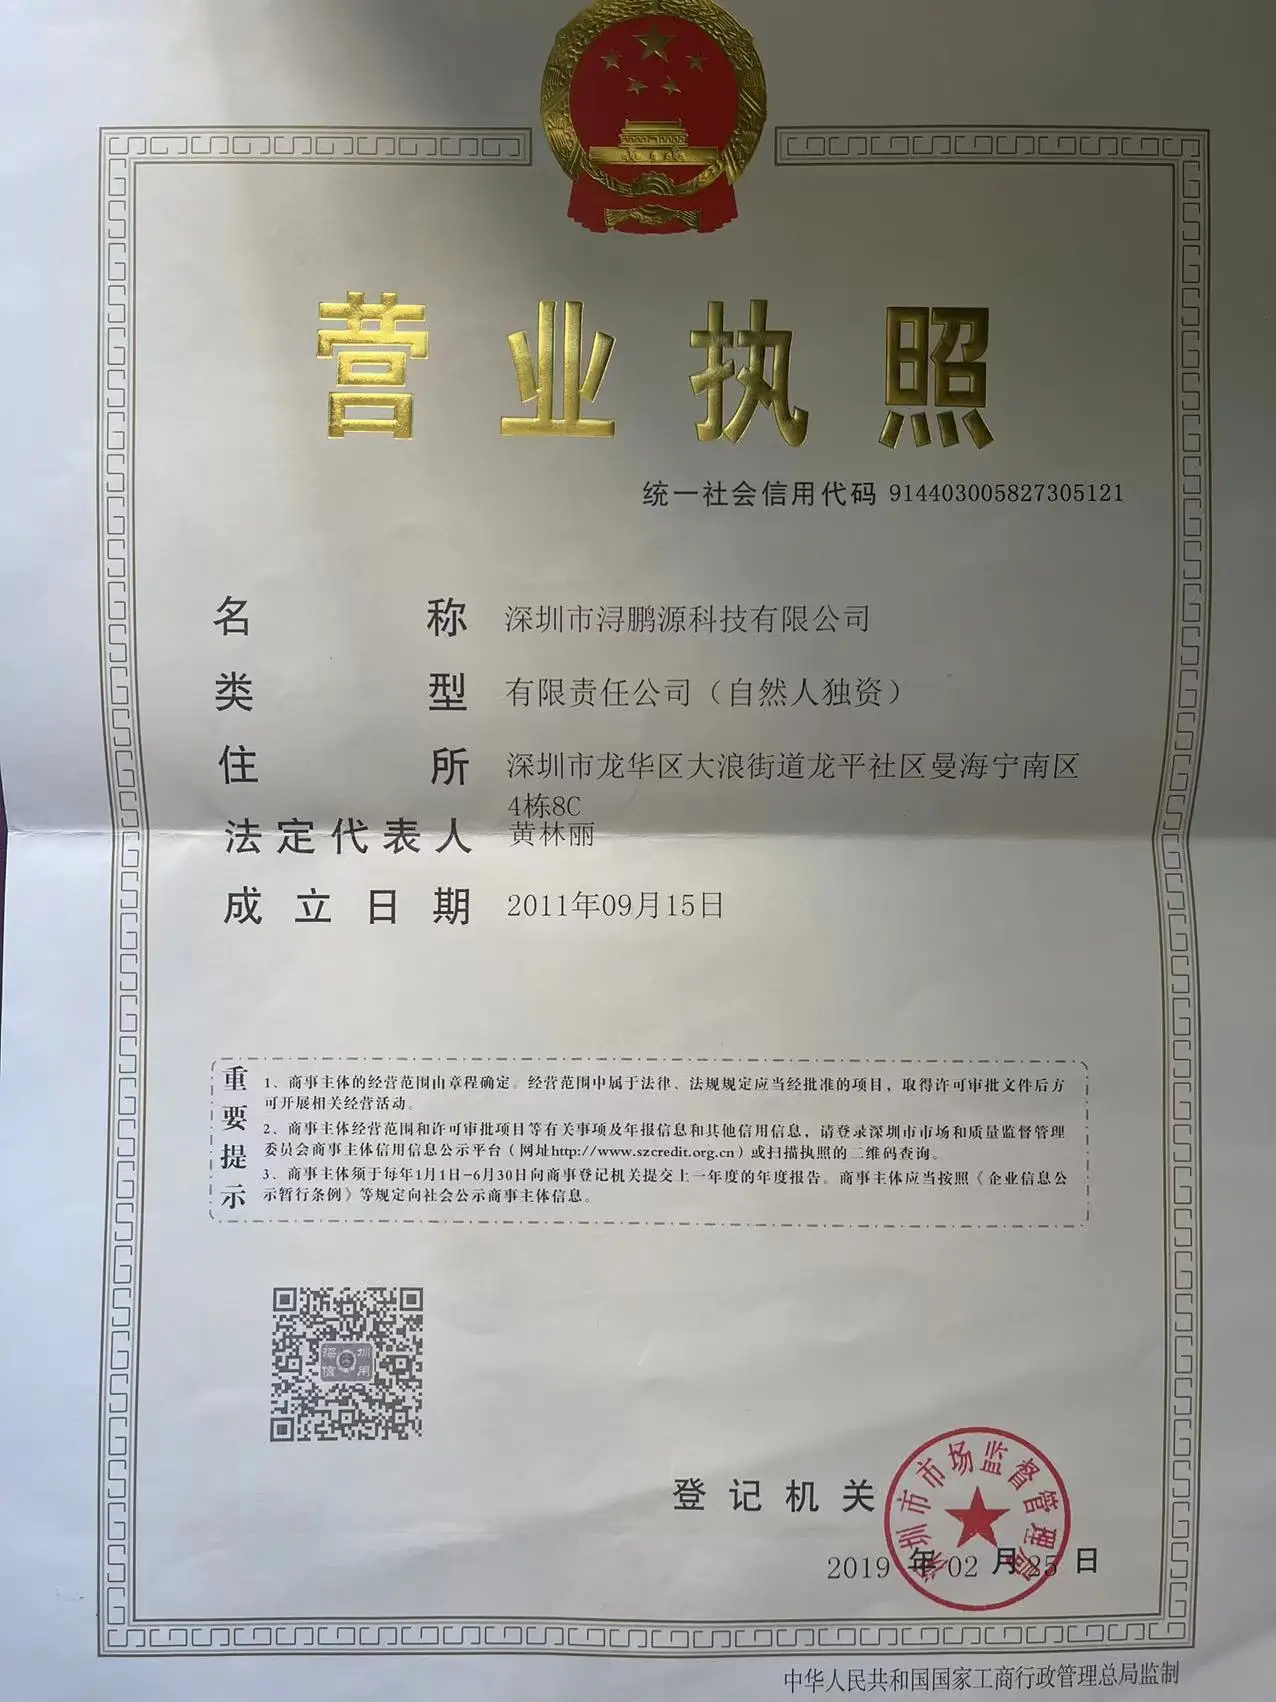 营业执照
统一社会信用代码 914403005827305121
名称 深圳市浔鹏源科技有限公司
类型 有限责任公司（自然人独资）
住所 深圳市龙华区大浪街道龙平社区曼海宁南区
4栋8C
法定代表人 黄林丽
成立日期 2011年09月15日
重要提示
1、商事主体的经营范围由章程确定。经营范围中属于法律、法规规定应当经批准的项目，取得许可审批文件后方
可开展相关经营活动。
2、商事主体经营范围和许可审批项目等有关事项及年报信息和其他信用信息，请登录深圳市市场和质量监督管理
委员会商事主体信用信息公示平台（网址http://www.szcredit.org.cn）或扫描执照的二维码查询。
3、商事主体须于每年1月1日-6月30日向商事登记机关提交上一年度的年度报告。商事主体应当按照《企业信息公
示暂行条例》等规定向社会公示商事主体信息。
深圳
信用
登记机关
深圳市市场监督管理局
2019年02月25日
中华人民共和国国家工商行政管理总局监制